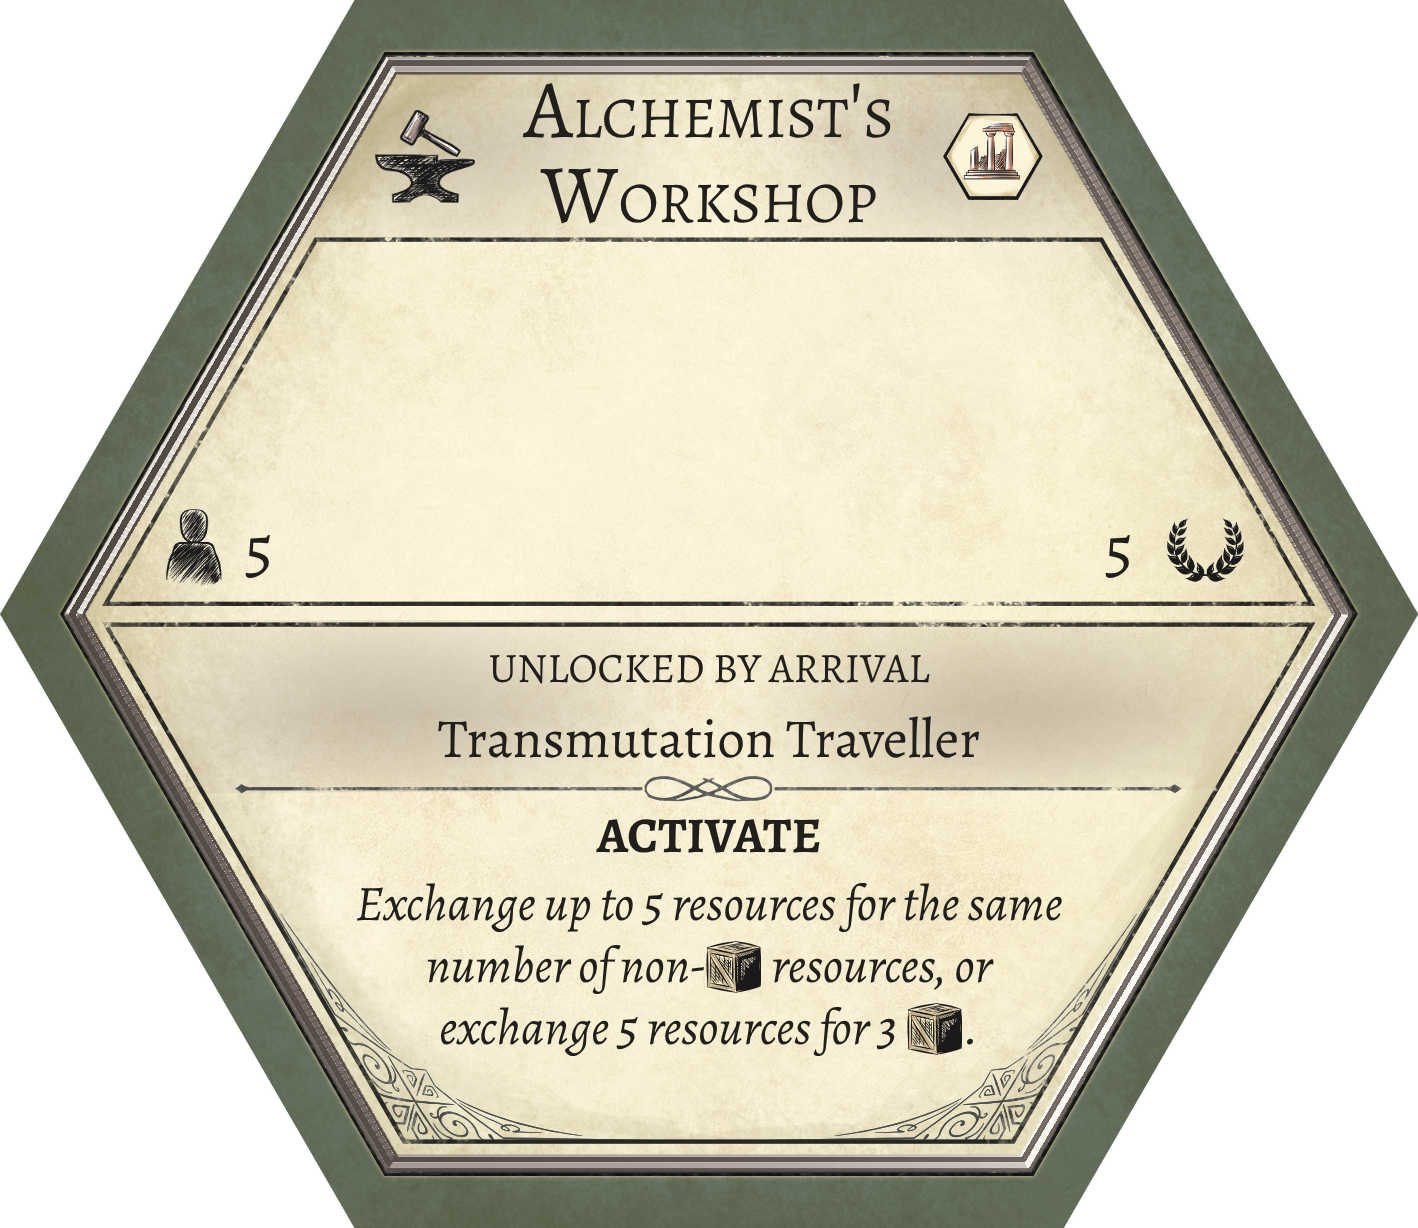 Alchemist's
Workshop
5
5
UNLOCKED BY ARRIVAL
Transmutation Traveller
ACTIVATE
Exchange up to 5 resources for the same
number of non- resources, or
exchange 5 resources for 3 .